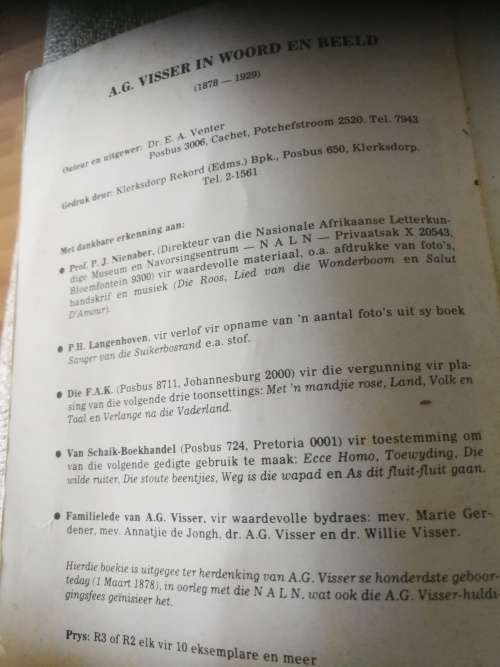 A.G. VISSER IN WOORD EN BEELD
(1878 — 1929)
Outeur en uitgewer: Dr. E. A. Venter
Posbus 3006, Cachet, Potchefstroom 2520. Tel. 7943
Gedruk deur: Klerksdorp Rekord (Edms.) Bpk., Posbus 650, Klerksdorp.
Tel. 2-1561
Met dankbare erkenning aan:
● Prof. P. J. Nienaber, (Direkteur van die Nasionale Afrikaanse Letterkun-
dige Museum en Navorsingsentrum — N A L N — Privaatsak X 20543,
Bloemfontein 9300) vir waardevolle materiaal, o.a. afdrukke van foto's,
handskrif en musiek (Die Roos, Lied van die Wonderboom en Salut
D'Amour).
● P.H. Langenhoven, vir verlof vir opname van 'n aantal foto's uit sy boek
Sanger van die Suikerbosrand e.a. stof.
● Die F.A.K. (Posbus 8711, Johannesburg 2000) vir die vergunning vir pla-
sing van die volgende drie toonsettings: Met 'n mandjie rose, Land, Volk en
Taal en Verlange na die Vaderland.
● Van Schaik-Boekhandel (Posbus 724, Pretoria 0001) vir toestemming om
van die volgende gedigte gebruik te maak: Ecce Homo, Toewyding, Die
wilde ruiter, Die stoute beentjies, Weg is die wapad en As dit fluit-fluit gaan.
● Familielede van A.G. Visser, vir waardevolle bydraes: mev. Marie Ger-
dener, mev. Annatjie de Jongh, dr. A.G. Visser en dr. Willie Visser.
Hierdie boekie is uitgegee ter herdenking van A.G. Visser se honderdste geboor-
tedag (1 Maart 1878), in oorleg met die N A L N, wat ook die A.G. Visser-huldi-
gingsfees geïnisieer het.
Prys: R3 of R2 elk vir 10 eksemplare en meer